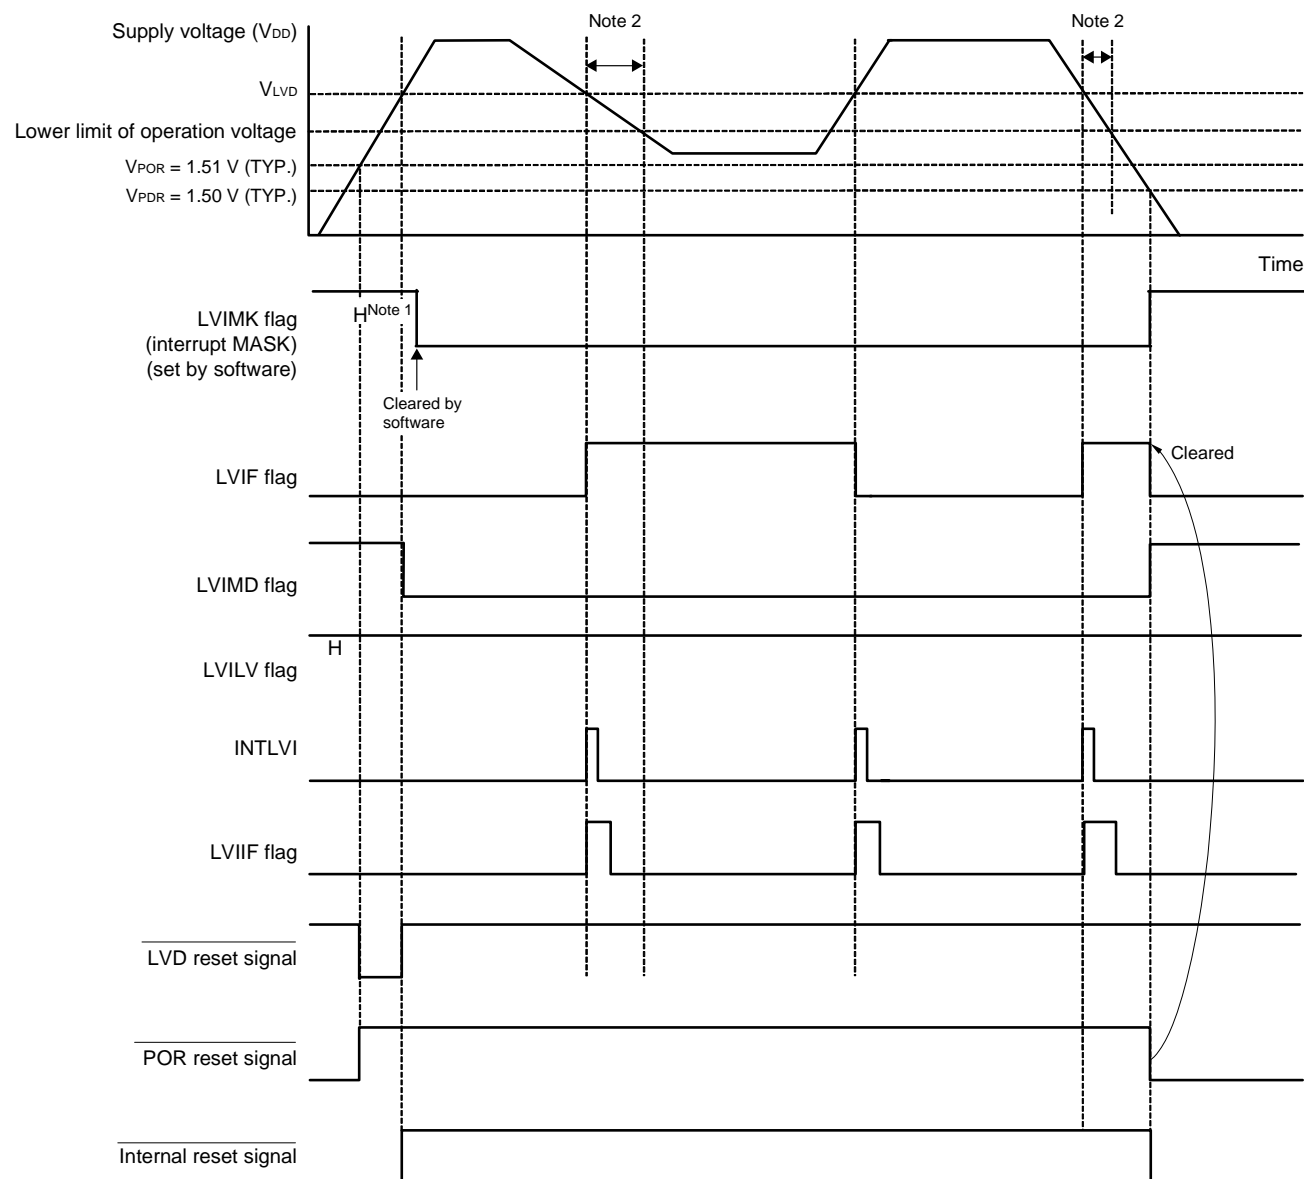 Note 2
Note 2
Supply voltage (VDD)
VLVD
Lower limit of operation voltage
VPOR = 1.51 V (TYP.)
VPDR = 1.50 V (TYP.)
Time
LVIMK flag
(interrupt MASK)
(set by software)
H Note 1
Cleared by
software
LVIF flag
Cleared
LVIMD flag
H
LVILV flag
INTLVI
LVIIF flag
LVD reset signal
POR reset signal
Internal reset signal